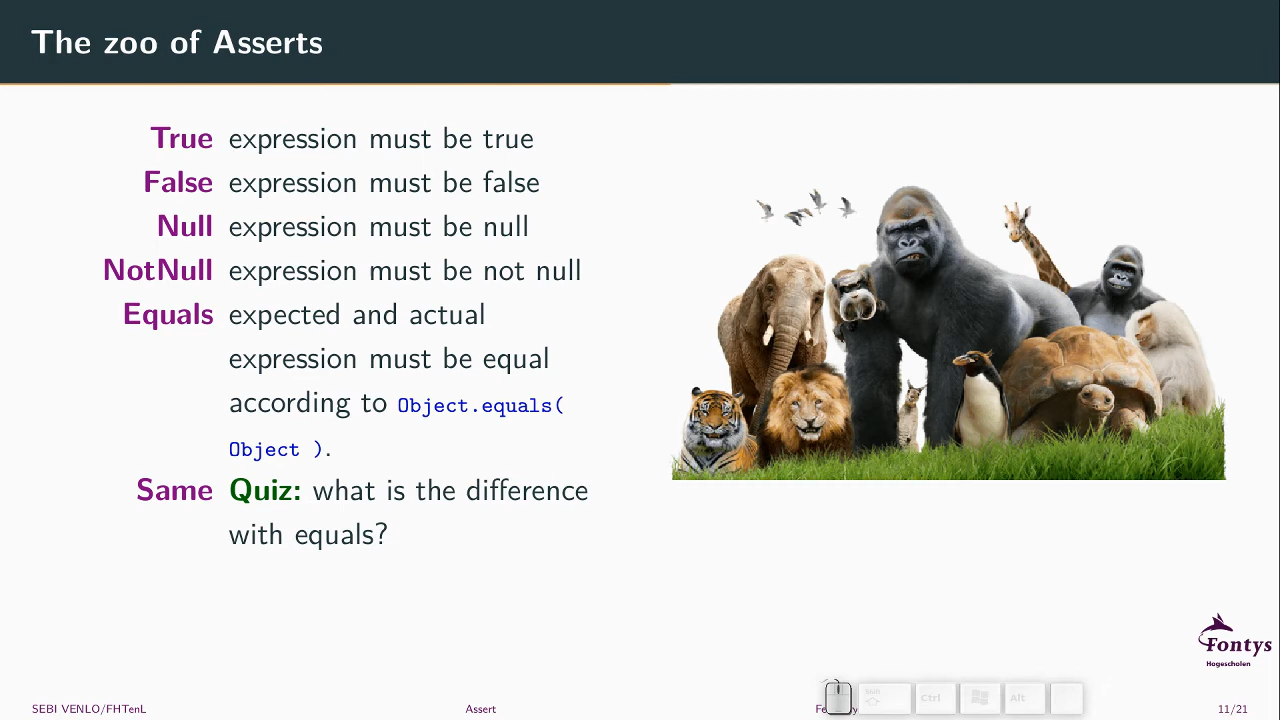 The zoo of Asserts
True expression must be true
False expression must be false
Null expression must be null
NotNull expression must be not null
Equals expected and actual
expression must be equal
according to Object.equals(
Object ).
Same Quiz: what is the difference
with equals?
Fontys
Hogescholen
Shift
Ctrl
Alt
SEBI VENLO/FHTenL
Assert
11/21